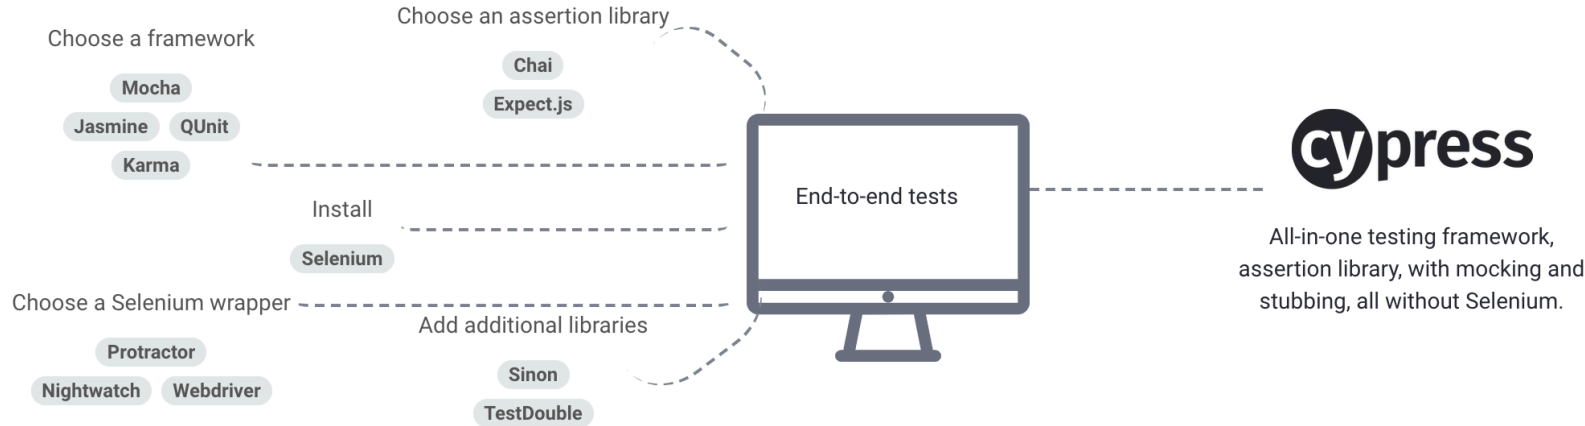 Choose a framework
Mocha
Jasmine QUnit
Karma
Choose an assertion library
Chai
Expect.js
Install
Selenium
Choose a Selenium wrapper
Protractor
Nightwatch Webdriver
Add additional libraries
Sinon
TestDouble
End-to-end tests
cypress
All-in-one testing framework,
assertion library, with mocking and
stubbing, all without Selenium.